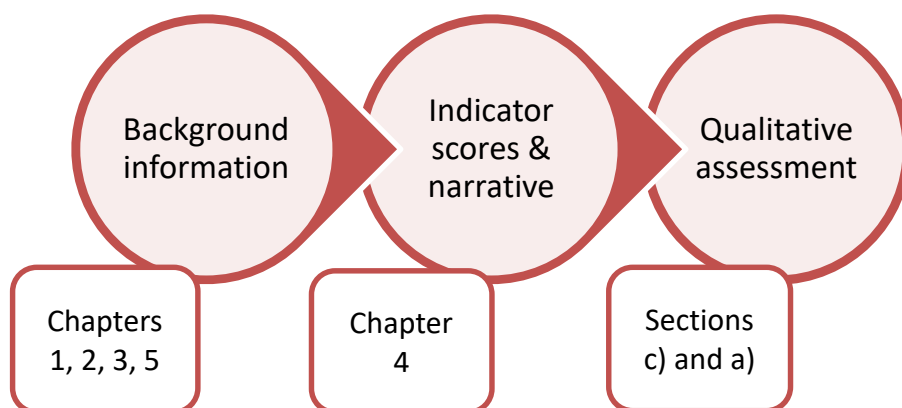 Background
information
Indicator
scores &
narrative
Qualitative
assessment
Chapters
1, 2, 3, 5
Chapter
4
Sections
c) and a)